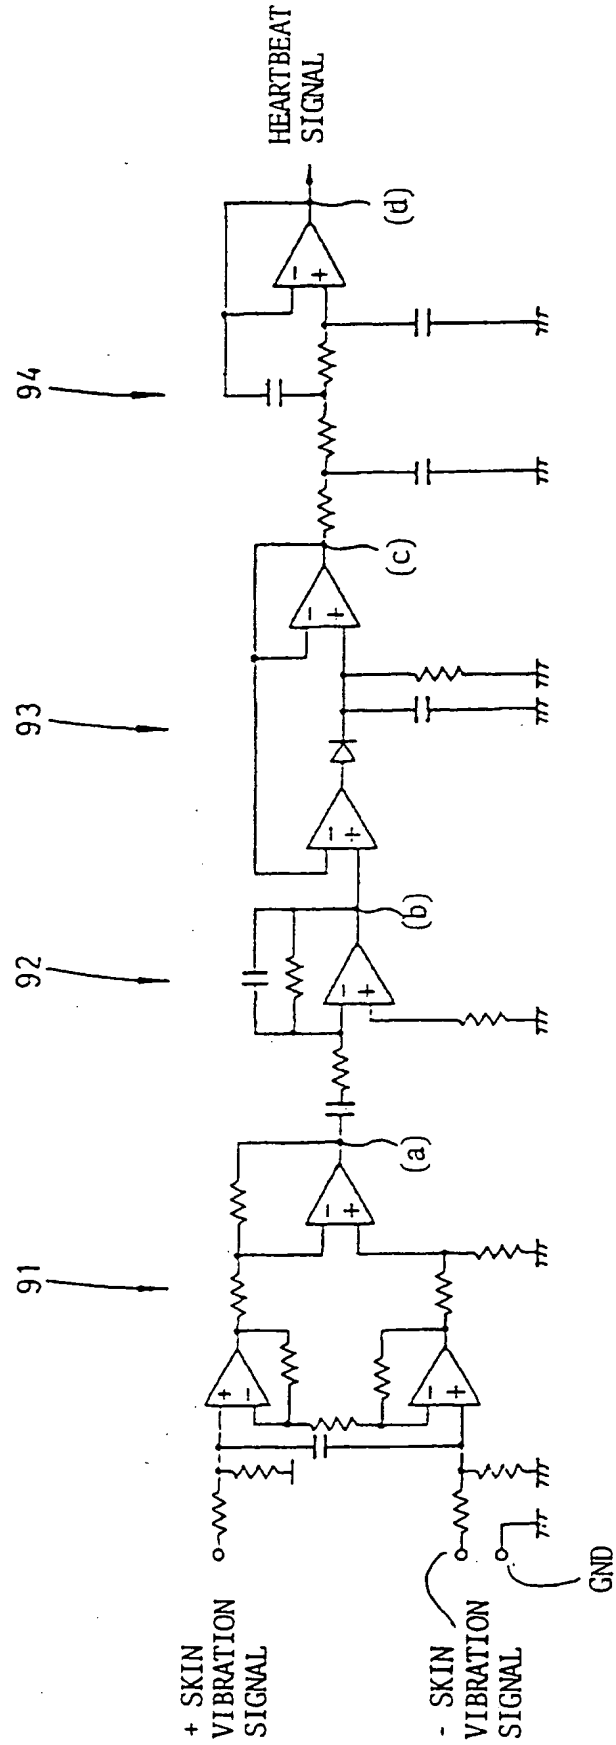 91
92
93
94
+ SKIN
VIBRATION
SIGNAL
- SKIN
VIBRATION
SIGNAL
GND
+
-
-
+
-
+
(a)
-
+
(b)
-
+
-
+
(c)
-
+
(d)
HEARTBEAT
SIGNAL